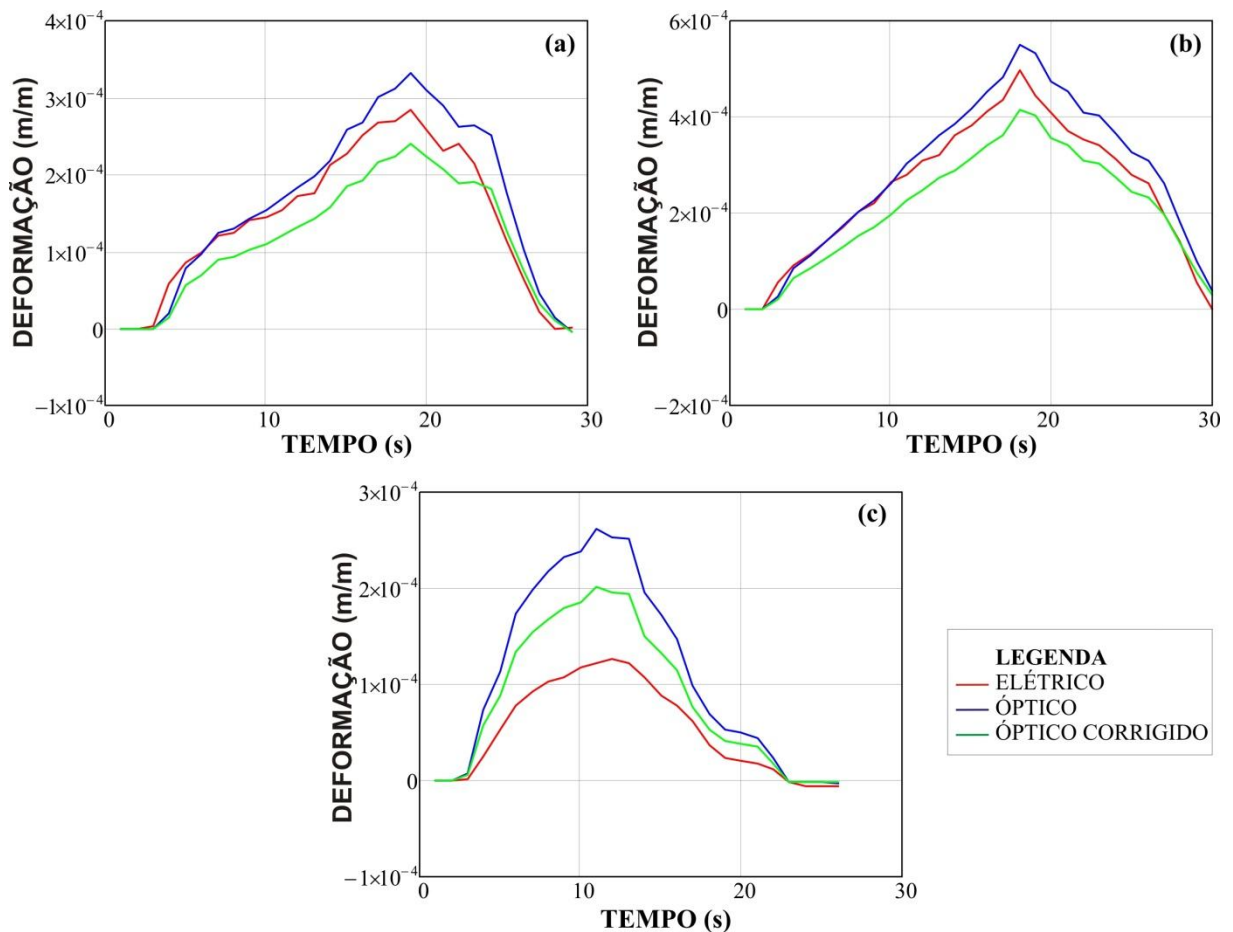 (a)
DEFORMAÇÃO (m/m)
4×10⁻⁴
3×10⁻⁴
2×10⁻⁴
1×10⁻⁴
0
−1×10⁻⁴
0 10 20 30
TEMPO (s)
(b)
DEFORMAÇÃO (m/m)
6×10⁻⁴
4×10⁻⁴
2×10⁻⁴
0
−2×10⁻⁴
0 10 20 30
TEMPO (s)
(c)
DEFORMAÇÃO (m/m)
3×10⁻⁴
2×10⁻⁴
1×10⁻⁴
0
−1×10⁻⁴
0 10 20 30
TEMPO (s)
LEGENDA
ELÉTRICO
ÓPTICO
ÓPTICO CORRIGIDO